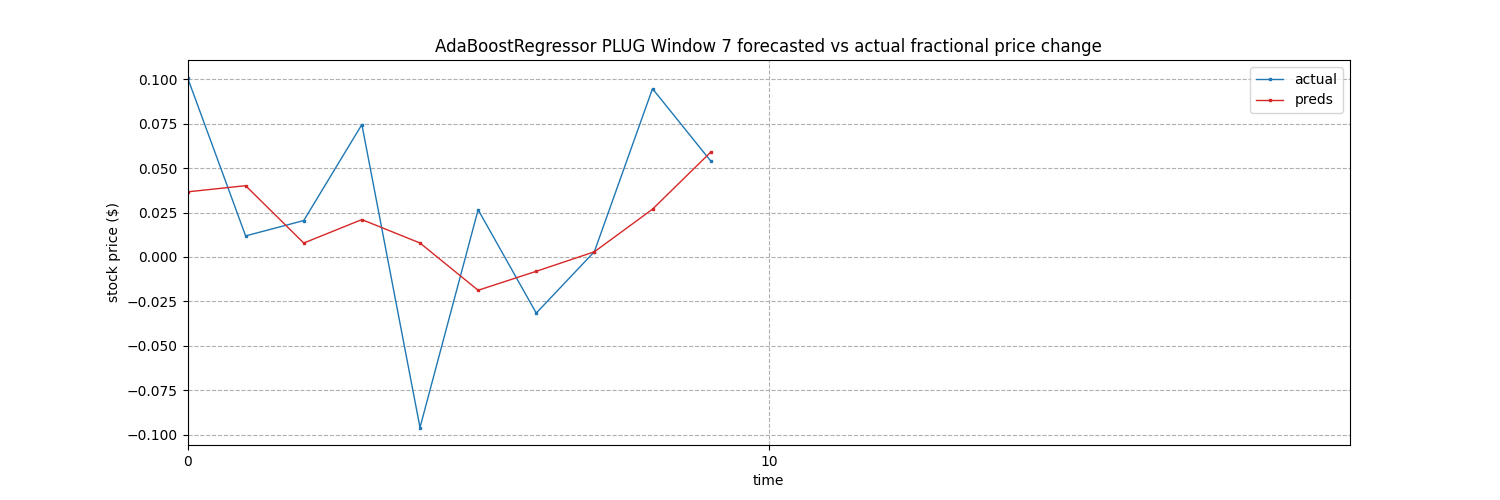 AdaBoostRegressor PLUG Window 7 forecasted vs actual fractional price change
actual
preds
stock price ($)
0.100
0.075
0.050
0.025
0.000
−0.025
−0.050
−0.075
−0.100
0
10
time